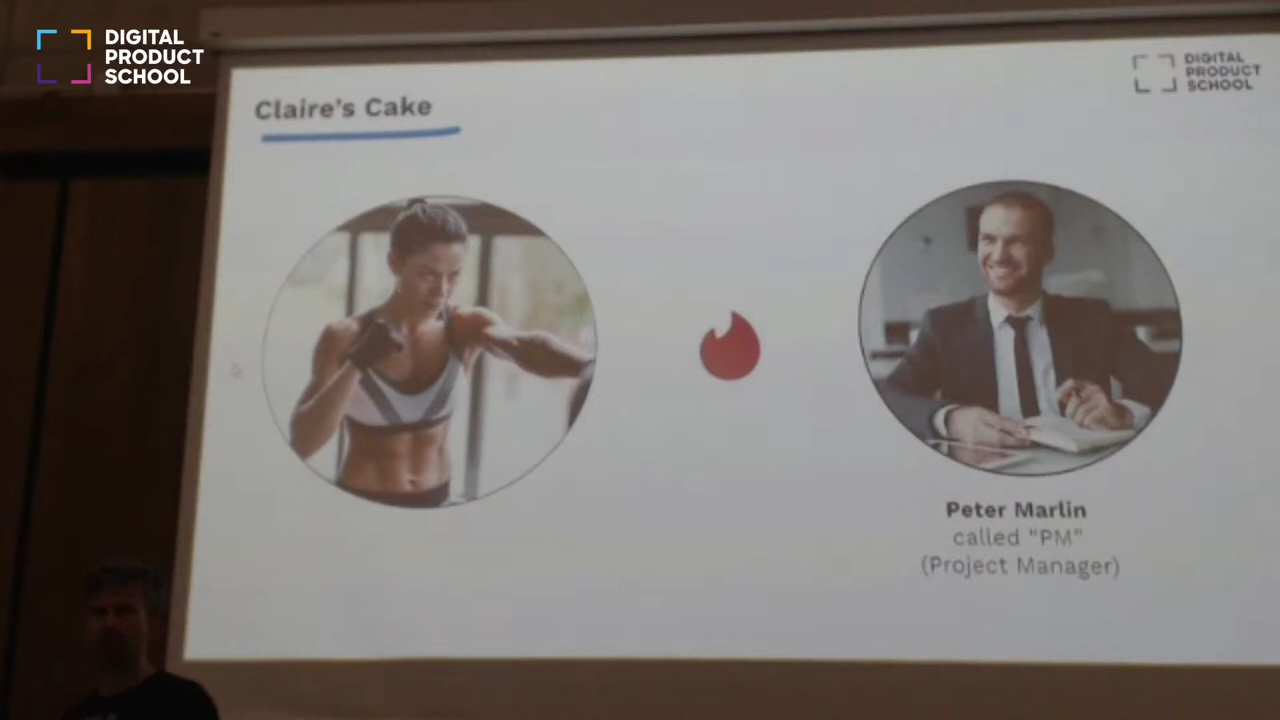 DIGITAL
PRODUCT
SCHOOL
DIGITAL
PRODUCT
SCHOOL
Claire's Cake
Peter Marlin
called "PM"
(Project Manager)